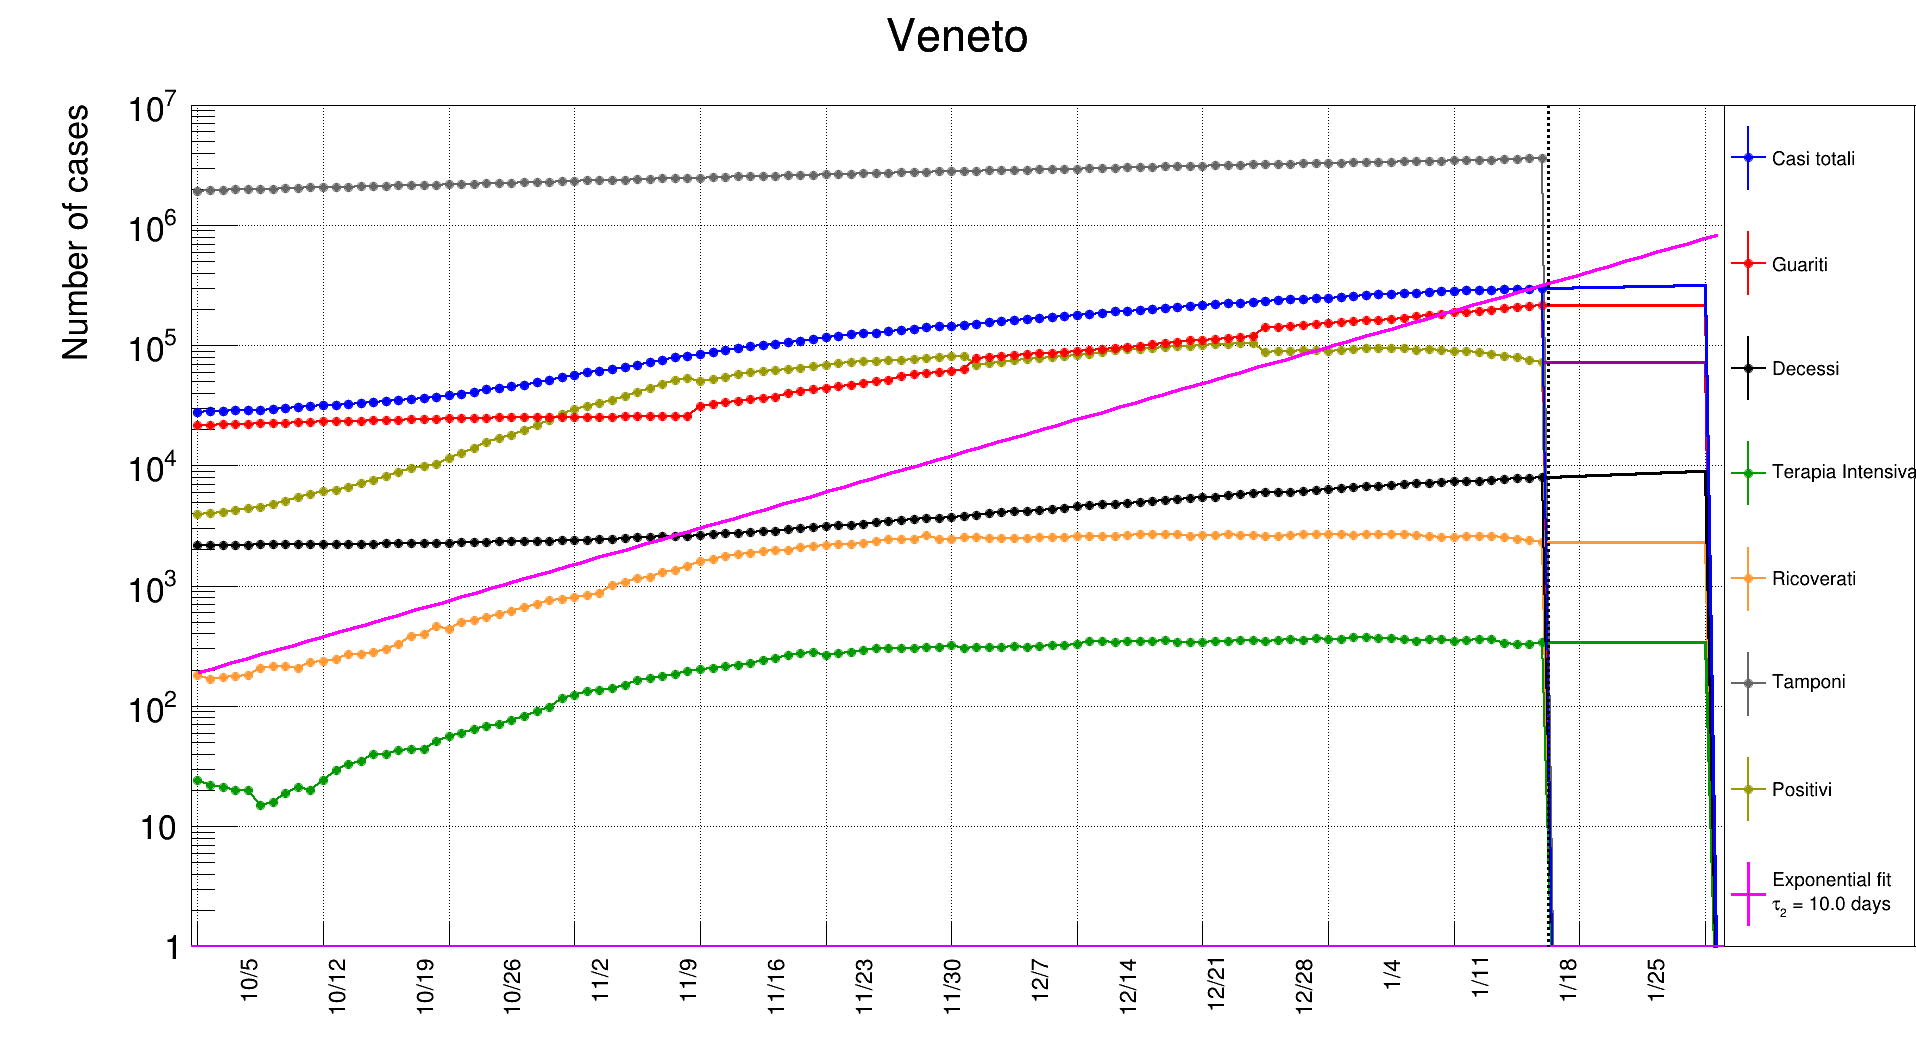 Veneto
Number of cases
10^7
10^6
10^5
10^4
10^3
10^2
10
1
10/5
10/12
10/19
10/26
11/2
11/9
11/16
11/23
11/30
12/7
12/14
12/21
12/28
1/4
1/11
1/18
1/25
Casi totali
Guariti
Decessi
Terapia Intensiva
Ricoverati
Tamponi
Positivi
Exponential fit
τ₂ = 10.0 days